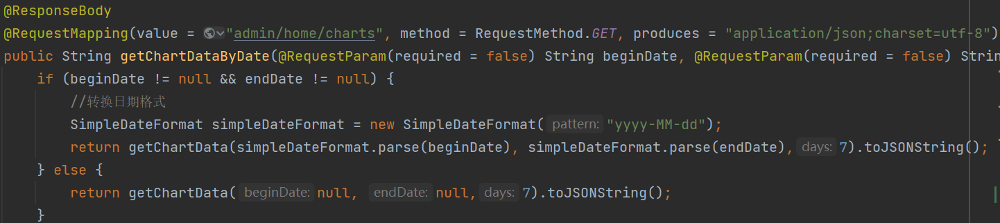 @ResponseBody
@RequestMapping(value = "admin/home/charts", method = RequestMethod.GET, produces = "application/json;charset=utf-8")
public String getChartDataByDate(@RequestParam(required = false) String beginDate, @RequestParam(required = false) Strin
if (beginDate != null && endDate != null) {
//转换日期格式
SimpleDateFormat simpleDateFormat = new SimpleDateFormat( pattern: "yyyy-MM-dd");
return getChartData(simpleDateFormat.parse(beginDate), simpleDateFormat.parse(endDate), days: 7).toJSONString();
} else {
return getChartData( beginDate: null, endDate: null, days: 7).toJSONString();
}